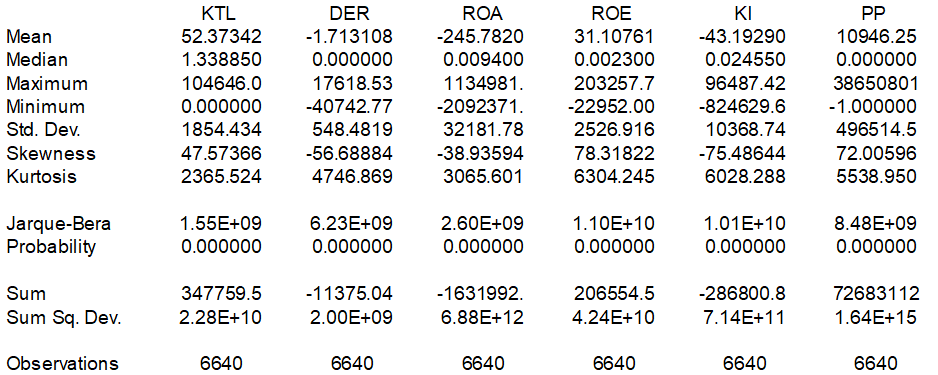 KTL DER ROA ROE KI PP
Mean 52.37342 -1.713108 -245.7820 31.10761 -43.19290 10946.25
Median 1.338850 0.000000 0.009400 0.002300 0.024550 0.000000
Maximum 104646.0 17618.53 1134981. 203257.7 96487.42 38650801
Minimum 0.000000 -40742.77 -2092371. -22952.00 -824629.6 -1.000000
Std. Dev. 1854.434 548.4819 32181.78 2526.916 10368.74 496514.5
Skewness 47.57366 -56.68884 -38.93594 78.31822 -75.48644 72.00596
Kurtosis 2365.524 4746.869 3065.601 6304.245 6028.288 5538.950
Jarque-Bera 1.55E+09 6.23E+09 2.60E+09 1.10E+10 1.01E+10 8.48E+09
Probability 0.000000 0.000000 0.000000 0.000000 0.000000 0.000000
Sum 347759.5 -11375.04 -1631992. 206554.5 -286800.8 72683112
Sum Sq. Dev. 2.28E+10 2.00E+09 6.88E+12 4.24E+10 7.14E+11 1.64E+15
Observations 6640 6640 6640 6640 6640 6640